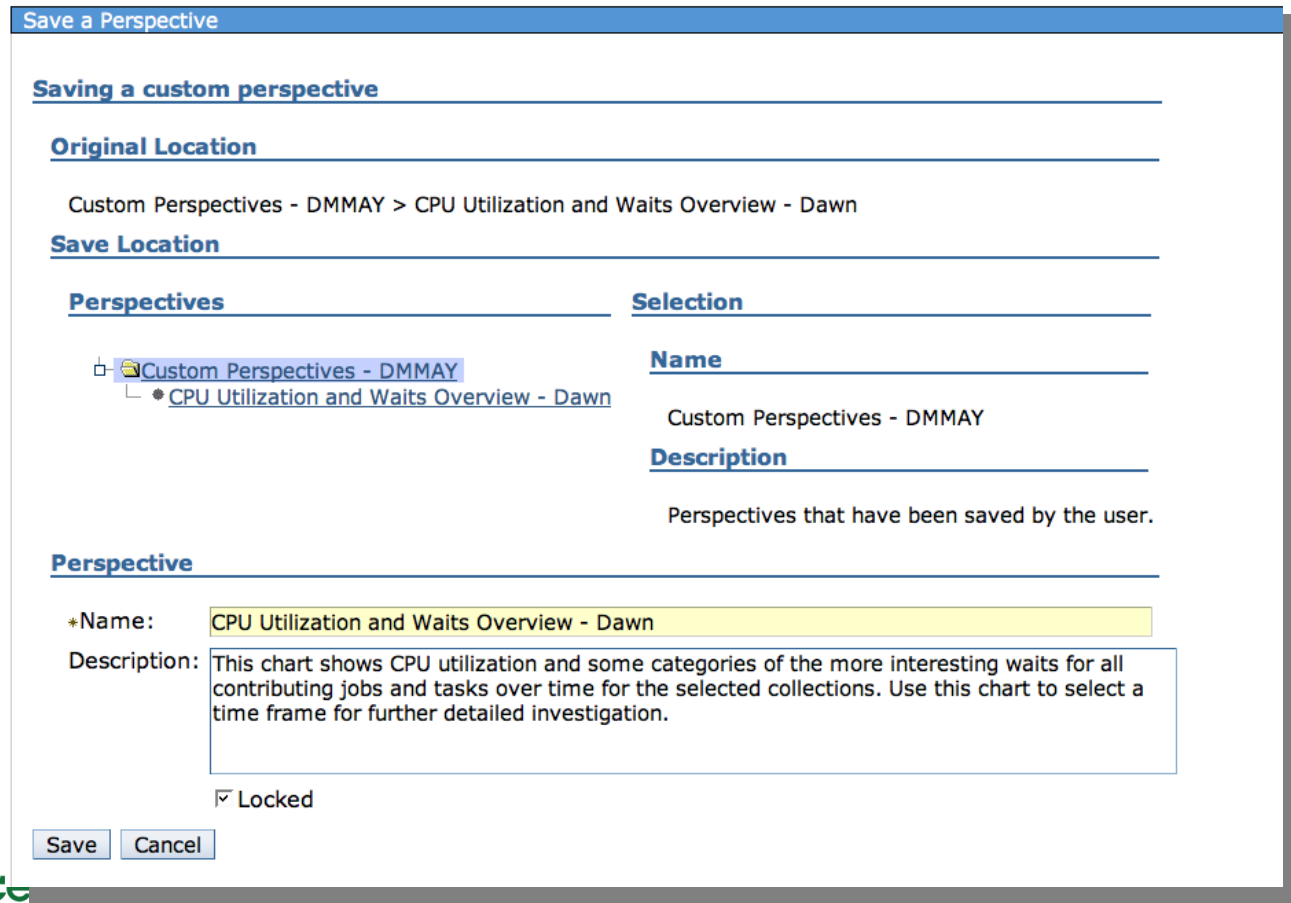 Save a Perspective
Saving a custom perspective
Original Location
Custom Perspectives - DMMAY > CPU Utilization and Waits Overview - Dawn
Save Location
Perspectives
Selection
Custom Perspectives - DMMAY
CPU Utilization and Waits Overview - Dawn
Name
Custom Perspectives - DMMAY
Description
Perspectives that have been saved by the user.
Perspective
*Name: CPU Utilization and Waits Overview - Dawn
Description: This chart shows CPU utilization and some categories of the more interesting waits for all
contributing jobs and tasks over time for the selected collections. Use this chart to select a
time frame for further detailed investigation.
Locked
Save Cancel